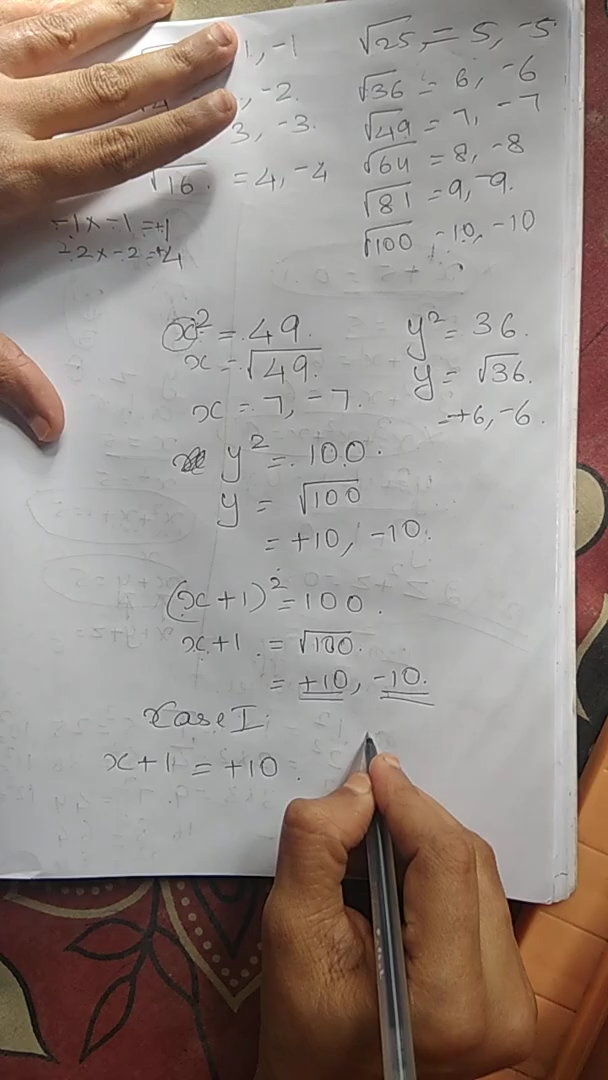 1, -1
, -2.
3, -3.
√16. = 4, -4
-1 x -1 = +1
-2 x -2 = +4
√25, = 5, -5
√36 = 6, -6
√49 = 7, -7
√64 = 8, -8
√81 = 9, -9.
√100 -10, -10
x² = 49.
x = √49.
x = 7, -7.
y² = 36.
y = √36.
= +6, -6.
y² = 100.
y = √100
= +10, -10.
(x+1)² = 100.
x+1. = √100.
= +10, -10.
Case I:
x+1 = +10.